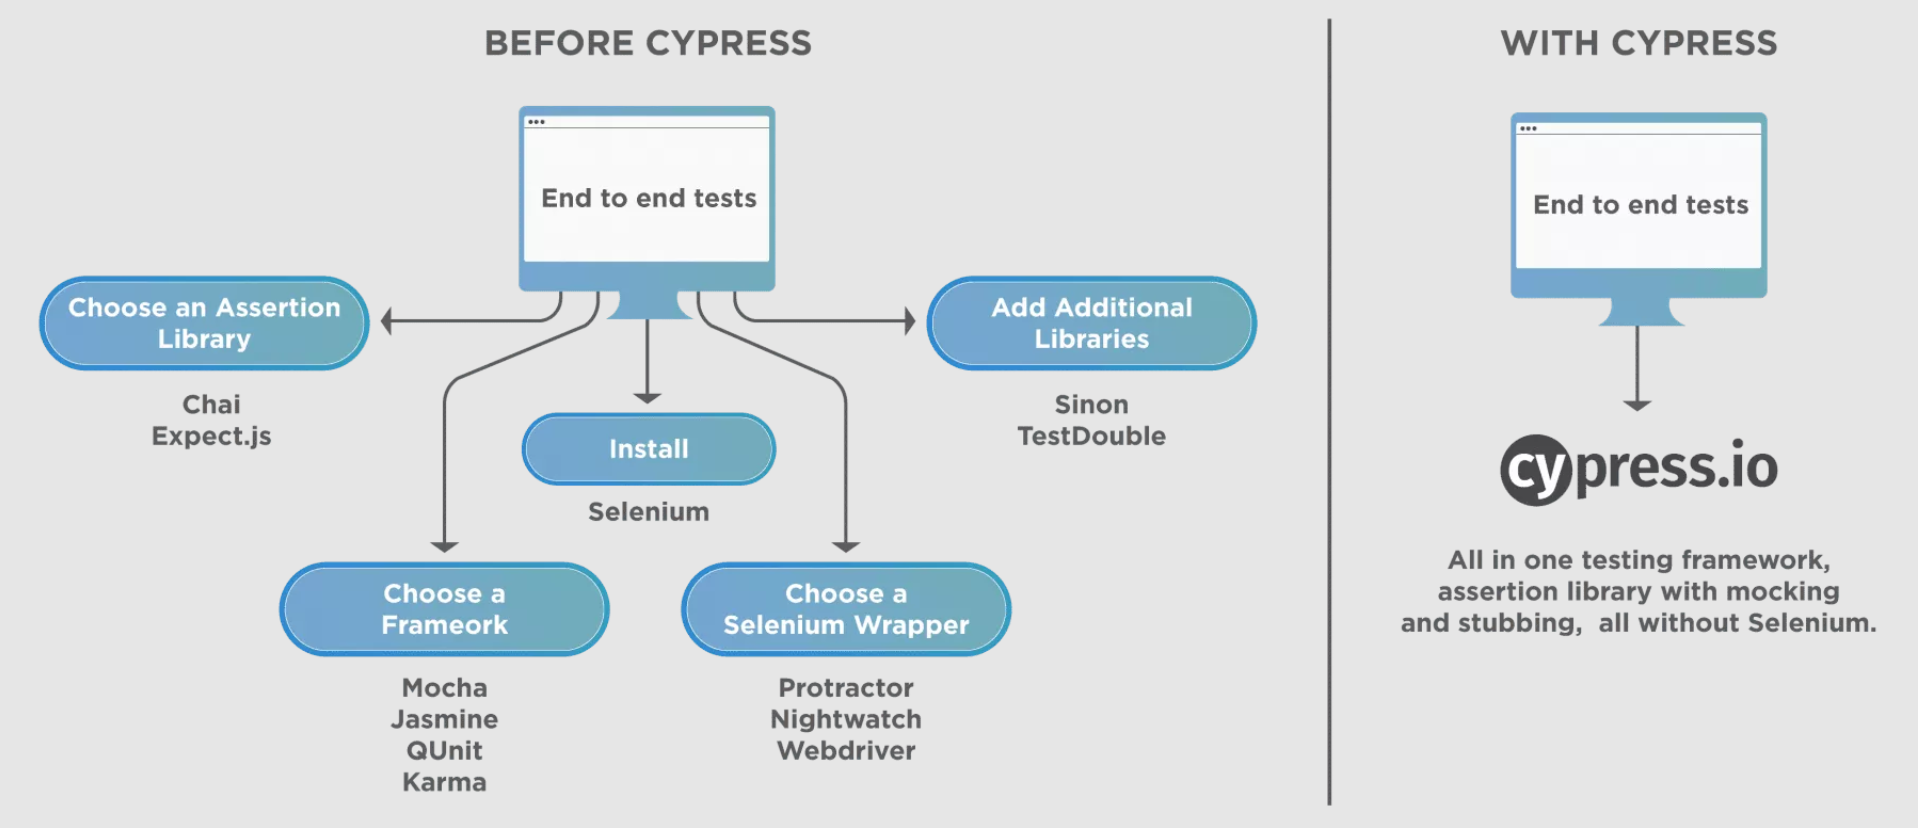 BEFORE CYPRESS
End to end tests
Choose an Assertion
Library
Chai
Expect.js
Choose a
Frameork
Mocha
Jasmine
QUnit
Karma
Install
Selenium
Choose a
Selenium Wrapper
Protractor
Nightwatch
Webdriver
Add Additional
Libraries
Sinon
TestDouble
WITH CYPRESS
End to end tests
cypress.io
All in one testing framework,
assertion library with mocking
and stubbing, all without Selenium.